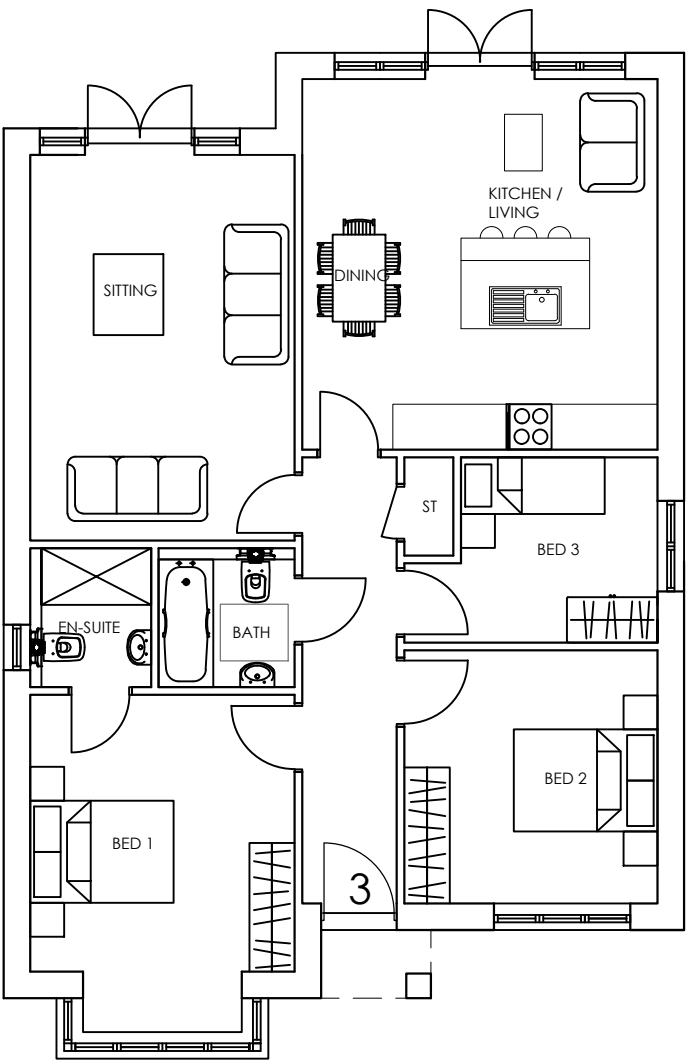 KITCHEN /
LIVING
DINING
SITTING
ST
BED 3
EN-SUITE
BATH
BED 2
BED 1
3